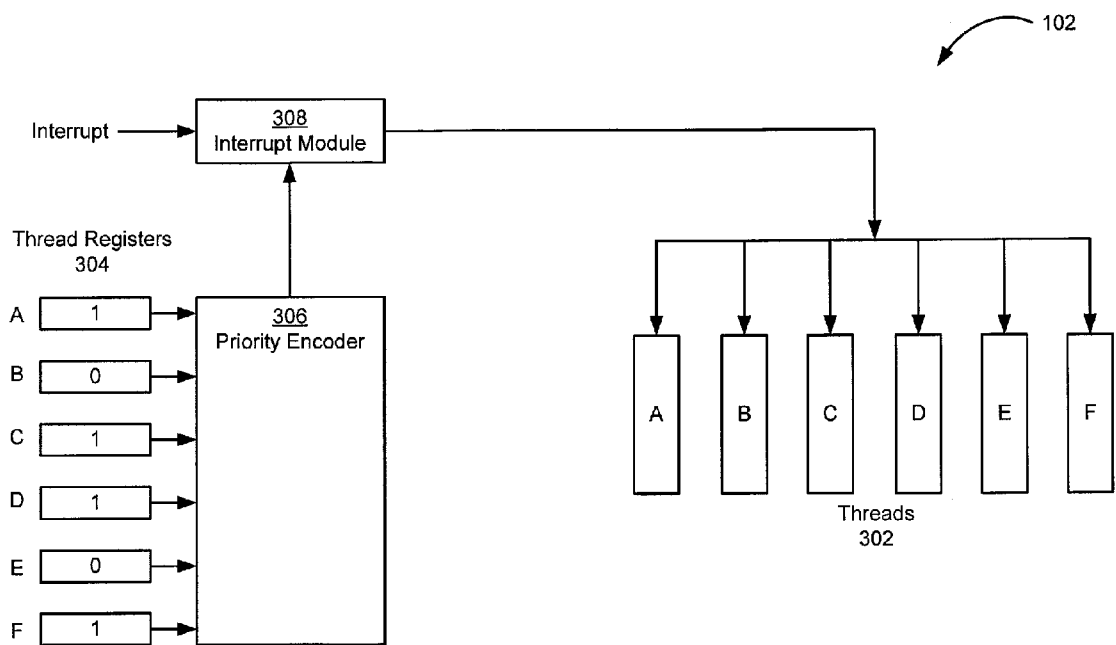 102
308
Interrupt Module
Interrupt
Thread Registers
304
A 1
B 0
C 1
D 1
E 0
F 1
306
Priority Encoder
A B C D E F
Threads
302